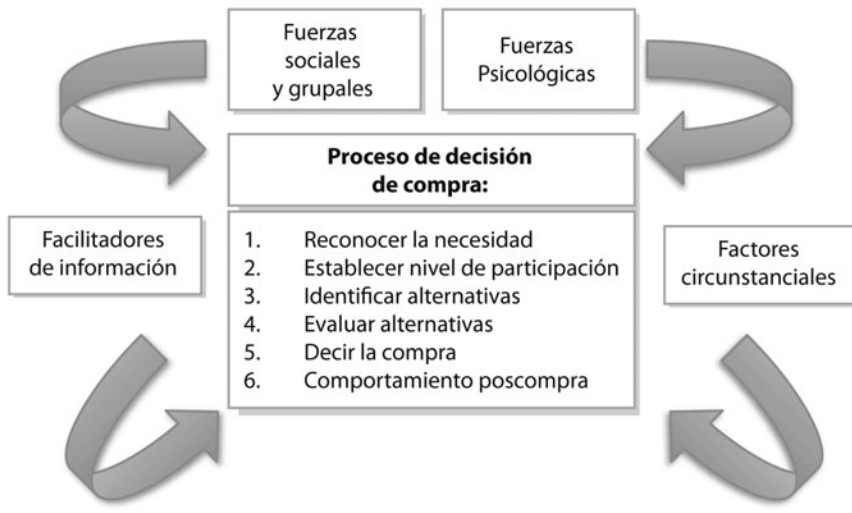 Fuerzas
sociales
y grupales
Fuerzas
Psicológicas
Proceso de decisión
de compra:
Facilitadores
de información
1. Reconocer la necesidad
2. Establecer nivel de participación
3. Identificar alternativas
4. Evaluar alternativas
5. Decir la compra
6. Comportamiento poscompra
Factores
circunstanciales